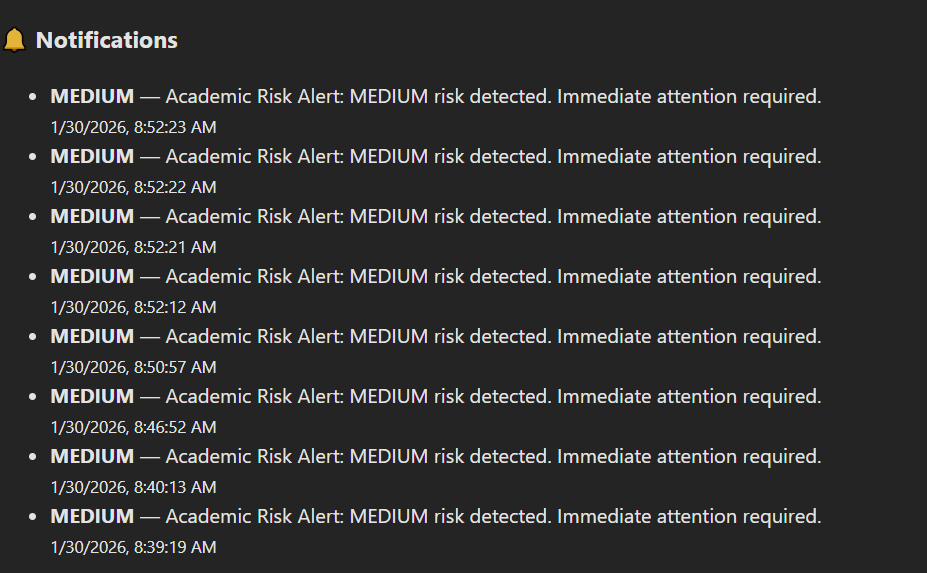 🔔 Notifications
• MEDIUM — Academic Risk Alert: MEDIUM risk detected. Immediate attention required.
1/30/2026, 8:52:23 AM
• MEDIUM — Academic Risk Alert: MEDIUM risk detected. Immediate attention required.
1/30/2026, 8:52:22 AM
• MEDIUM — Academic Risk Alert: MEDIUM risk detected. Immediate attention required.
1/30/2026, 8:52:21 AM
• MEDIUM — Academic Risk Alert: MEDIUM risk detected. Immediate attention required.
1/30/2026, 8:52:12 AM
• MEDIUM — Academic Risk Alert: MEDIUM risk detected. Immediate attention required.
1/30/2026, 8:50:57 AM
• MEDIUM — Academic Risk Alert: MEDIUM risk detected. Immediate attention required.
1/30/2026, 8:46:52 AM
• MEDIUM — Academic Risk Alert: MEDIUM risk detected. Immediate attention required.
1/30/2026, 8:40:13 AM
• MEDIUM — Academic Risk Alert: MEDIUM risk detected. Immediate attention required.
1/30/2026, 8:39:19 AM